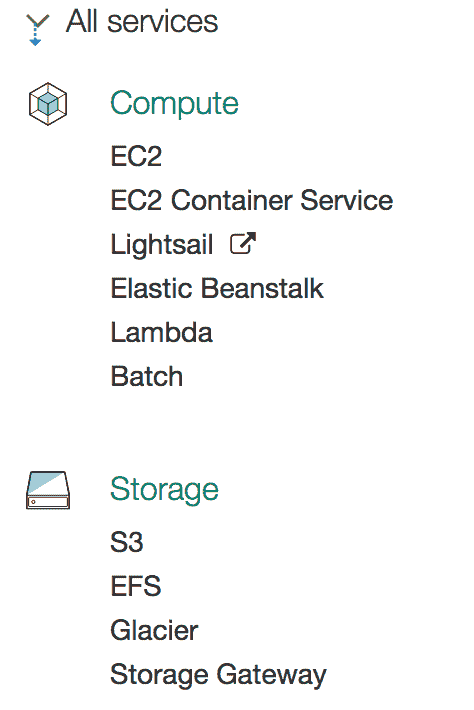 All services
Compute
EC2
EC2 Container Service
Lightsail
Elastic Beanstalk
Lambda
Batch
Storage
S3
EFS
Glacier
Storage Gateway